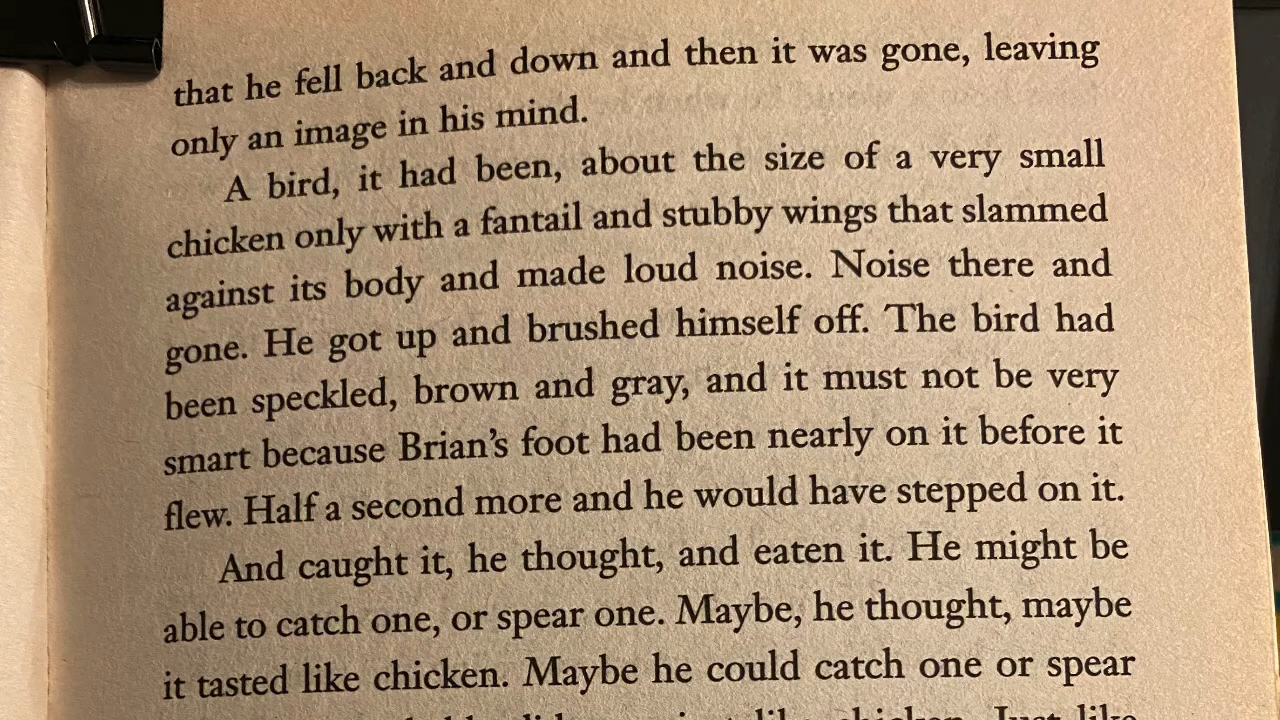 that he fell back and down and then it was gone, leaving
only an image in his mind.
A bird, it had been, about the size of a very small
chicken only with a fantail and stubby wings that slammed
against its body and made loud noise. Noise there and
gone. He got up and brushed himself off. The bird had
been speckled, brown and gray, and it must not be very
smart because Brian's foot had been nearly on it before it
flew. Half a second more and he would have stepped on it.
And caught it, he thought, and eaten it. He might be
able to catch one, or spear one. Maybe, he thought, maybe
it tasted like chicken. Maybe he could catch one or spear
like chicken. Just like